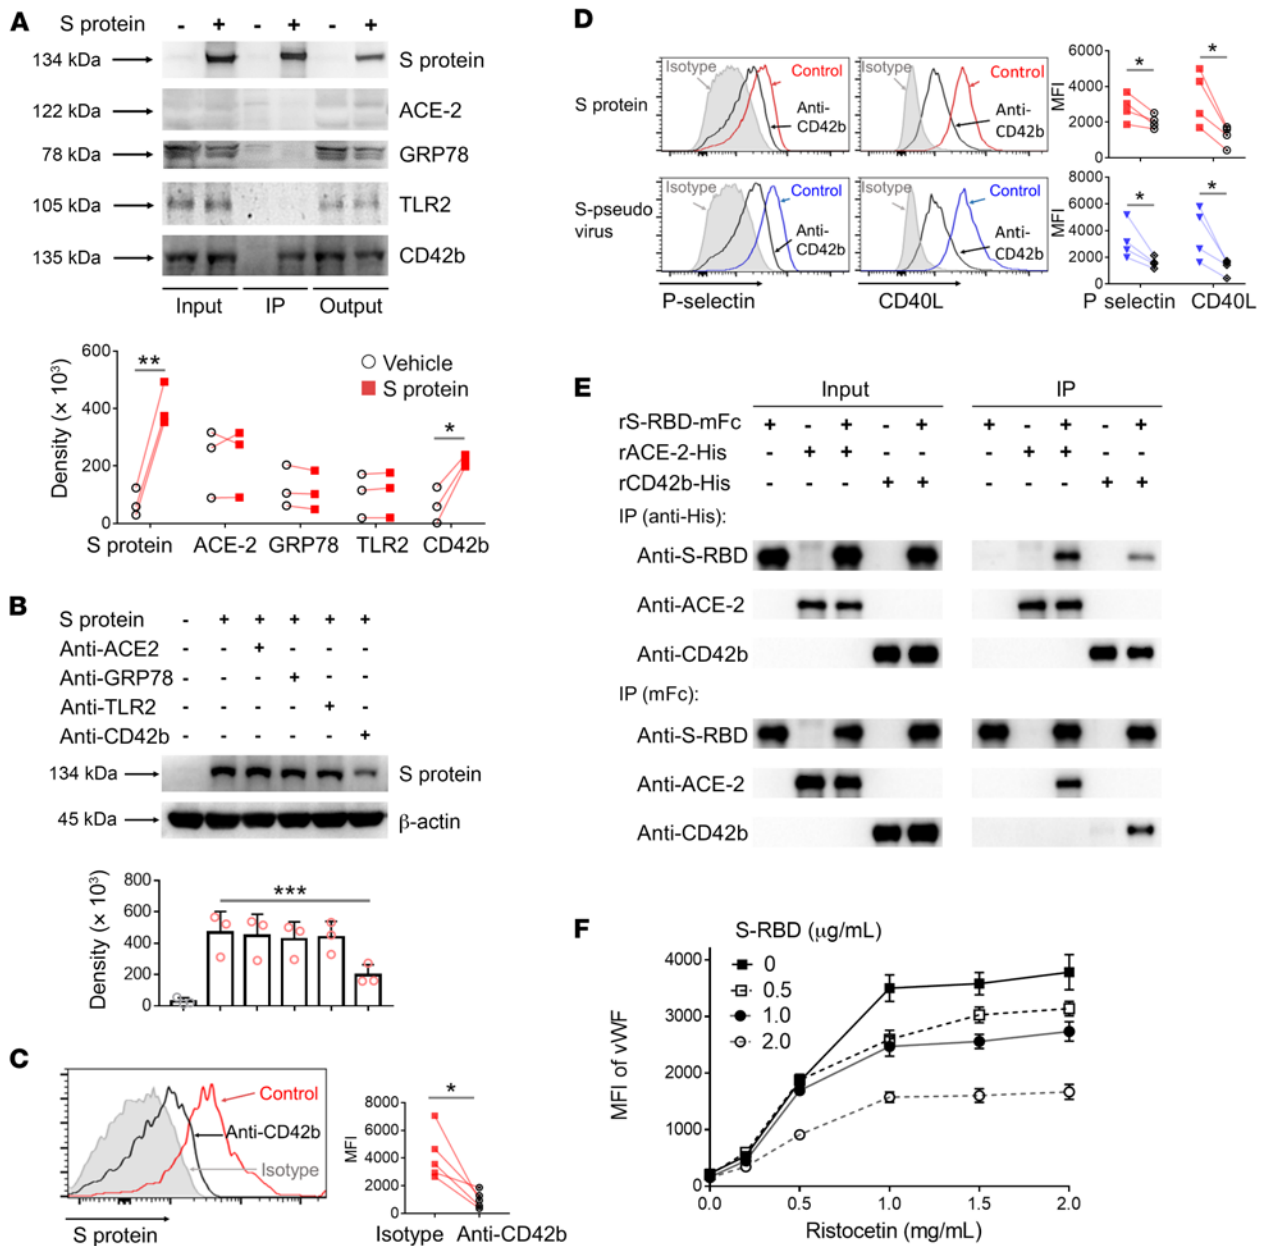 A
S protein - + - + - +
134 kDa S protein
122 kDa ACE-2
78 kDa GRP78
105 kDa TLR2
135 kDa CD42b
Input IP Output
Density (× 10³)
600
400
200
0
** *
Vehicle
S protein
S protein ACE-2 GRP78 TLR2 CD42b
B
S protein - + + + + +
Anti-ACE2 - - + - - -
Anti-GRP78 - - - + - -
Anti-TLR2 - - - - + -
Anti-CD42b - - - - - +
134 kDa S protein
45 kDa β-actin
Density (× 10³)
800
600
400
200
0
***
C
Control
Anti-CD42b
Isotype
S protein
MFI
8000
6000
4000
2000
0
*
Isotype Anti-CD42b
D
S protein
Isotype Control
Anti-
CD42b
Isotype Control
Anti-
CD42b
MFI
6000
4000
2000
0
* *
S-pseudo
virus
Isotype Control
Anti-
CD42b
Isotype Control
Anti-
CD42b
P-selectin CD40L
MFI
8000
6000
4000
2000
0
* *
P selectin CD40L
E
Input IP
rS-RBD-mFc + - + - + + - + - +
rACE-2-His - + + - - - + + - -
rCD42b-His - - - + + - - - + +
IP (anti-His):
Anti-S-RBD
Anti-ACE-2
Anti-CD42b
IP (mFc):
Anti-S-RBD
Anti-ACE-2
Anti-CD42b
F
S-RBD (μg/mL)
0
0.5
1.0
2.0
MFI of vWF
4000
3000
2000
1000
0
0.0 0.5 1.0 1.5 2.0
Ristocetin (mg/mL)